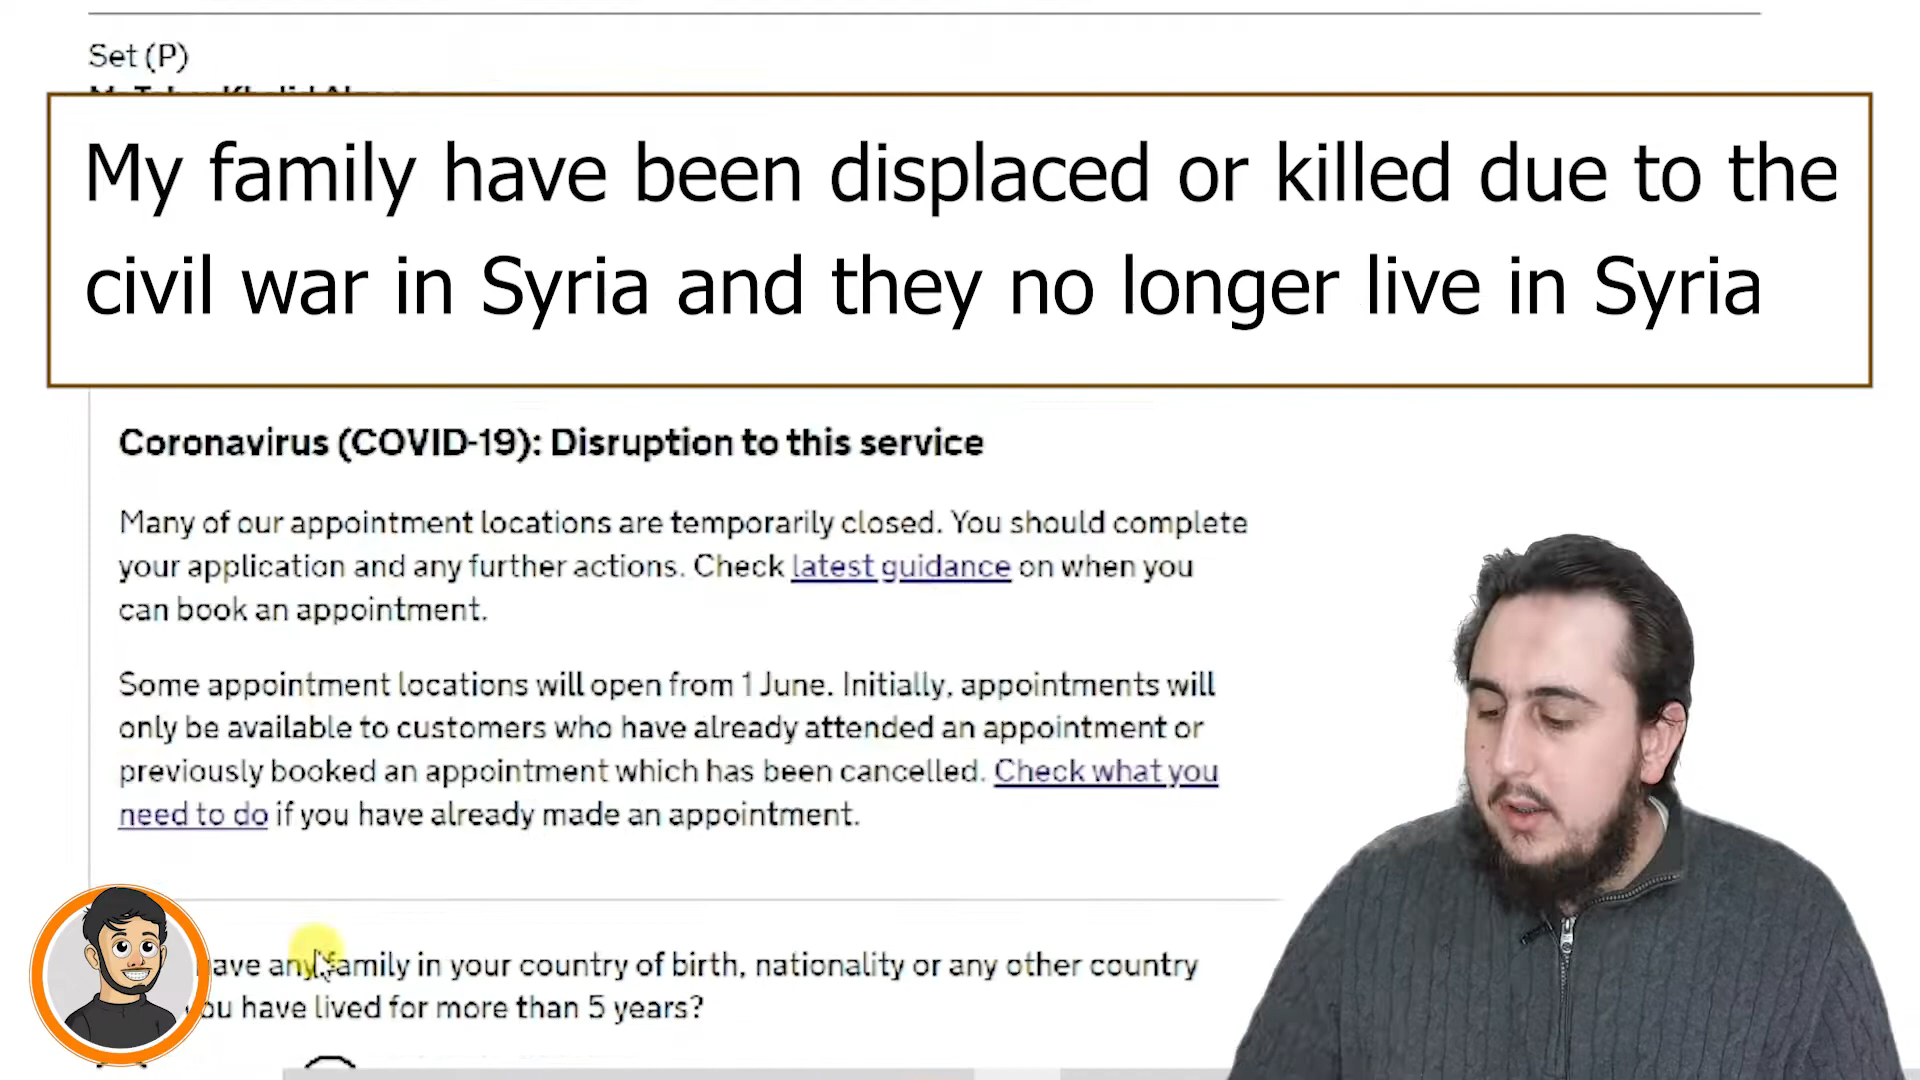 Set (P)
My family have been displaced or killed due to the
civil war in Syria and they no longer live in Syria
Coronavirus (COVID-19): Disruption to this service
Many of our appointment locations are temporarily closed. You should complete
your application and any further actions. Check latest guidance on when you
can book an appointment.
Some appointment locations will open from 1 June. Initially, appointments will
only be available to customers who have already attended an appointment or
previously booked an appointment which has been cancelled. Check what you
need to do if you have already made an appointment.
any family in your country of birth, nationality or any other country
have lived for more than 5 years?